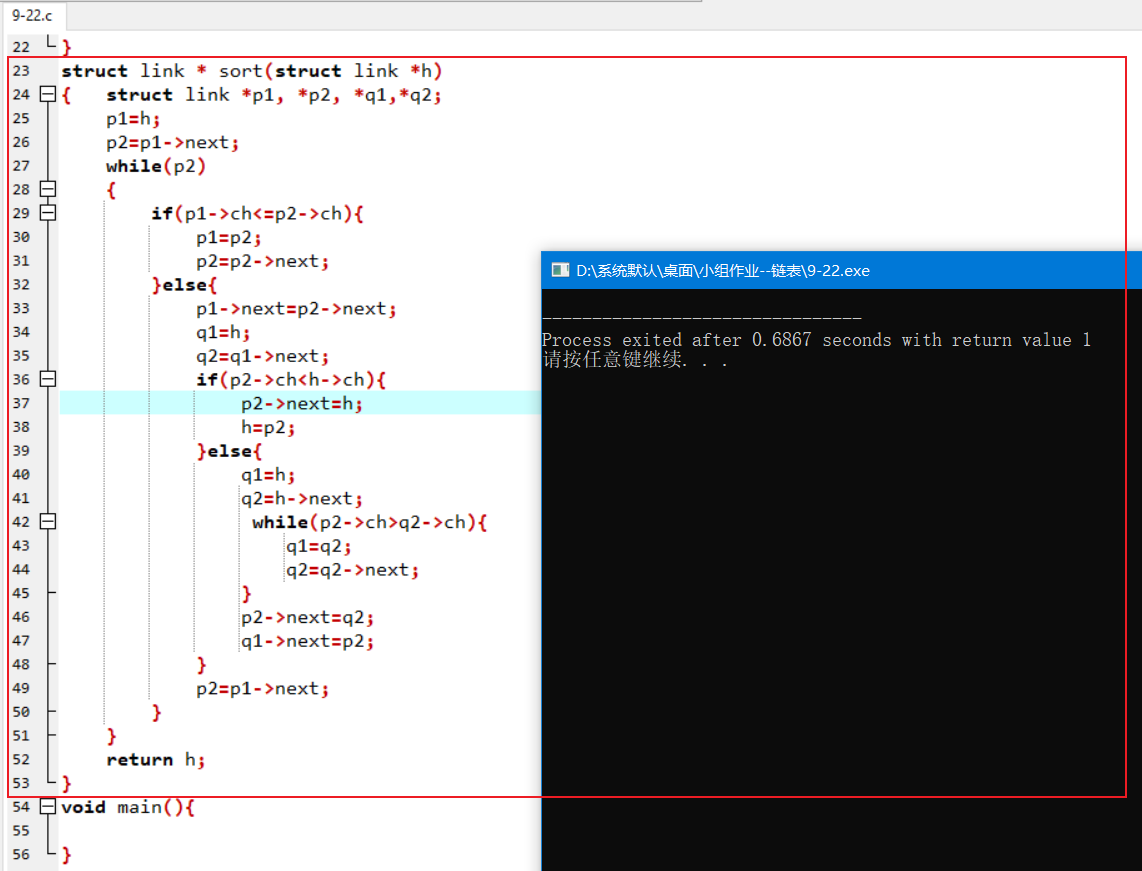 9-22.c
22 }
23 struct link * sort(struct link *h)
24 { struct link *p1, *p2, *q1,*q2;
25 p1=h;
26 p2=p1->next;
27 while(p2)
28 {
29 if(p1->ch<=p2->ch){
30 p1=p2;
31 p2=p2->next;
32 }else{
33 p1->next=p2->next;
34 q1=h;
35 q2=q1->next;
36 if(p2->ch<h->ch){
37 p2->next=h;
38 h=p2;
39 }else{
40 q1=h;
41 q2=h->next;
42 while(p2->ch>q2->ch){
43 q1=q2;
44 q2=q2->next;
45 }
46 p2->next=q2;
47 q1->next=p2;
48 }
49 p2=p1->next;
50 }
51 }
52 return h;
53 }
54 void main(){
55
56 }
D:\系统默认\桌面\小组作业--链表\9-22.exe
--------------------------------
Process exited after 0.6867 seconds with return value 1
请按任意键继续. . .